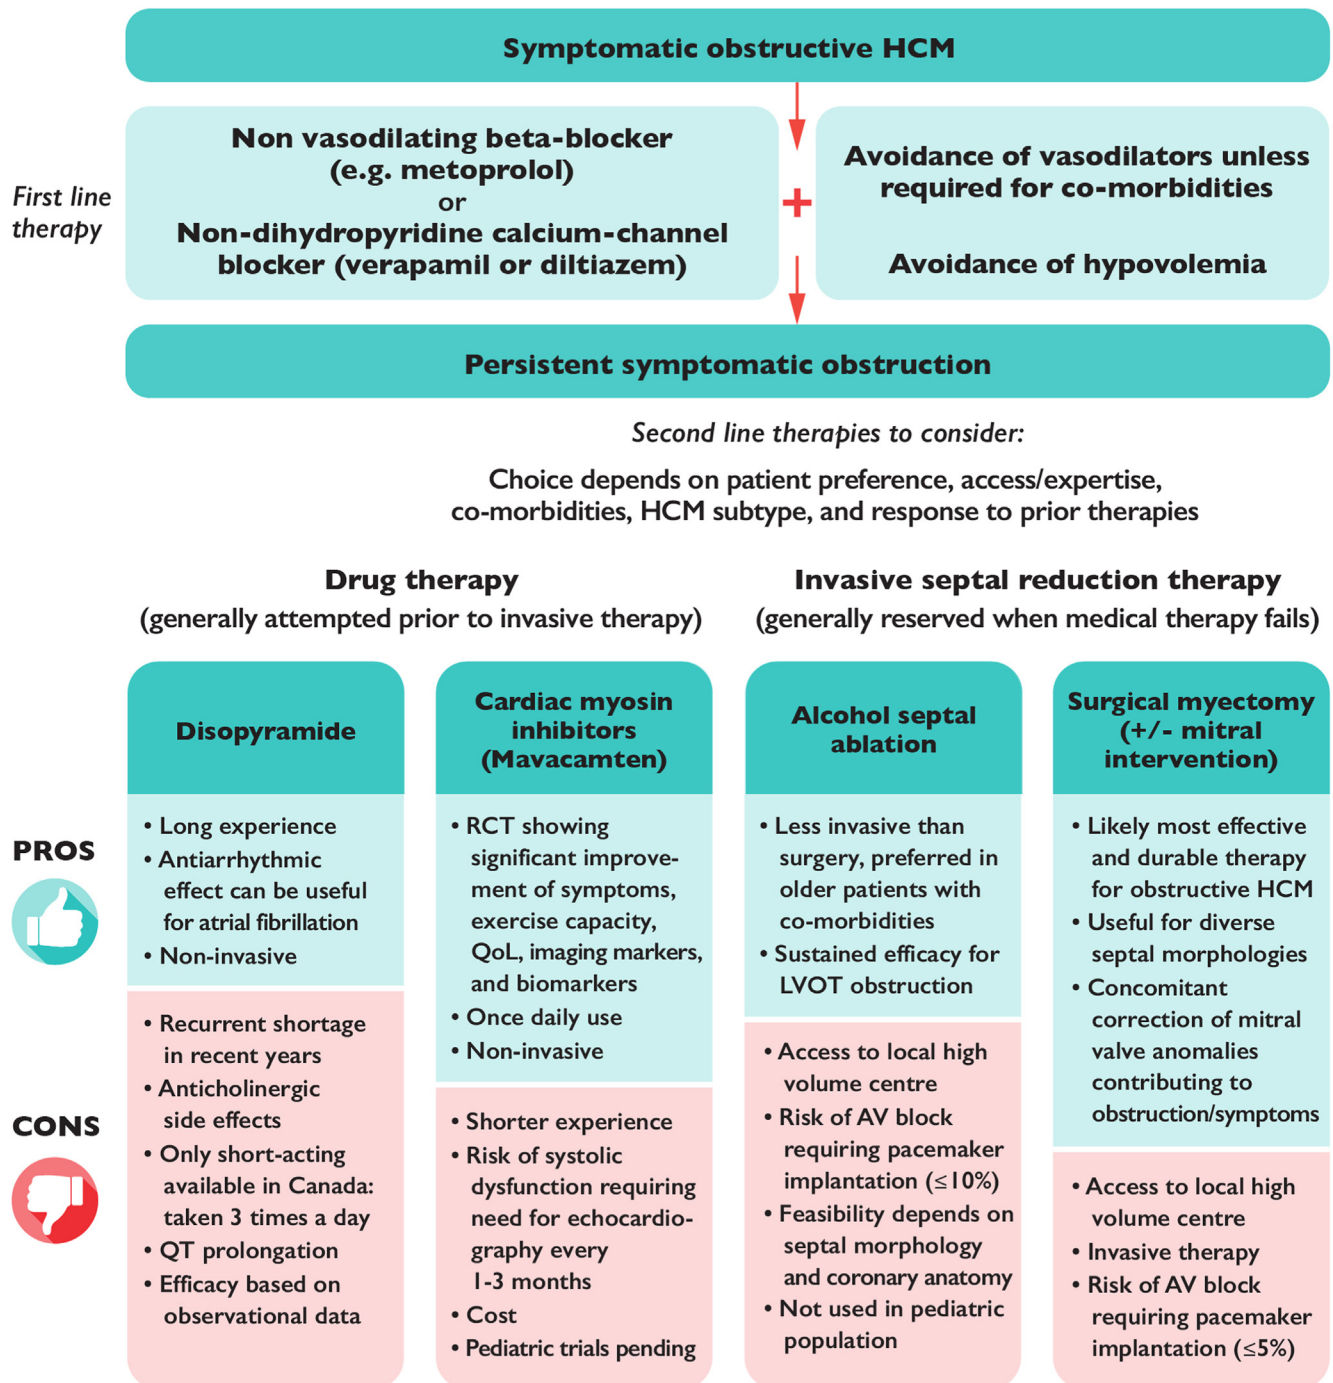 Symptomatic obstructive HCM
First line
therapy
Non vasodilating beta-blocker
(e.g. metoprolol)
or
Non-dihydropyridine calcium-channel
blocker (verapamil or diltiazem)
+
Avoidance of vasodilators unless
required for co-morbidities
Avoidance of hypovolemia
Persistent symptomatic obstruction
Second line therapies to consider:
Choice depends on patient preference, access/expertise,
co-morbidities, HCM subtype, and response to prior therapies
Drug therapy
(generally attempted prior to invasive therapy)
Invasive septal reduction therapy
(generally reserved when medical therapy fails)
PROS
CONS
Disopyramide
• Long experience
• Antiarrhythmic
effect can be useful
for atrial fibrillation
• Non-invasive
• Recurrent shortage
in recent years
• Anticholinergic
side effects
• Only short-acting
available in Canada:
taken 3 times a day
• QT prolongation
• Efficacy based on
observational data
Cardiac myosin
inhibitors
(Mavacamten)
• RCT showing
significant improve-
ment of symptoms,
exercise capacity,
QoL, imaging markers,
and biomarkers
• Once daily use
• Non-invasive
• Shorter experience
• Risk of systolic
dysfunction requiring
need for echocardio-
graphy every
1-3 months
• Cost
• Pediatric trials pending
Alcohol septal
ablation
• Less invasive than
surgery, preferred in
older patients with
co-morbidities
• Sustained efficacy for
LVOT obstruction
• Access to local high
volume centre
• Risk of AV block
requiring pacemaker
implantation (≤10%)
• Feasibility depends on
septal morphology
and coronary anatomy
• Not used in pediatric
population
Surgical myectomy
(+/- mitral
intervention)
• Likely most effective
and durable therapy
for obstructive HCM
• Useful for diverse
septal morphologies
• Concomitant
correction of mitral
valve anomalies
contributing to
obstruction/symptoms
• Access to local high
volume centre
• Invasive therapy
• Risk of AV block
requiring pacemaker
implantation (≤5%)